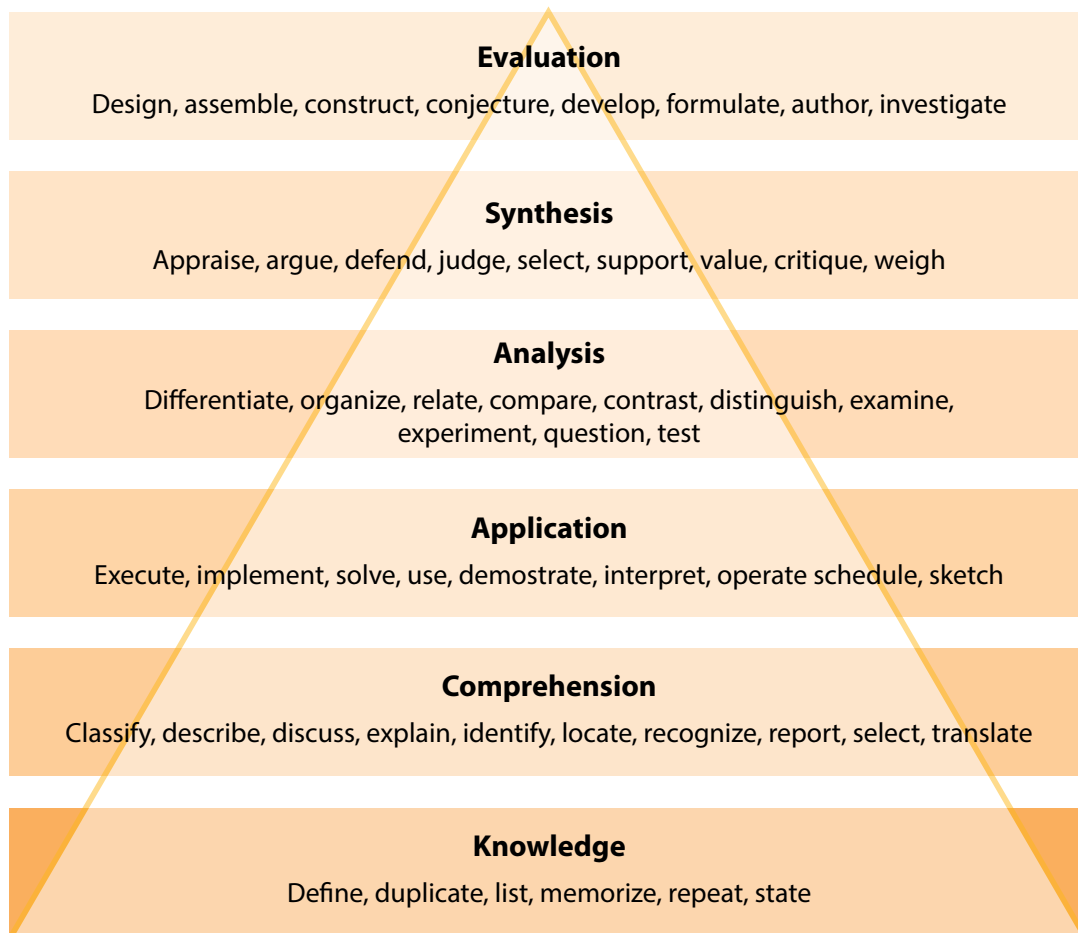 Evaluation
Design, assemble, construct, conjecture, develop, formulate, author, investigate
Synthesis
Appraise, argue, defend, judge, select, support, value, critique, weigh
Analysis
Differentiate, organize, relate, compare, contrast, distinguish, examine,
experiment, question, test
Application
Execute, implement, solve, use, demostrate, interpret, operate schedule, sketch
Comprehension
Classify, describe, discuss, explain, identify, locate, recognize, report, select, translate
Knowledge
Define, duplicate, list, memorize, repeat, state